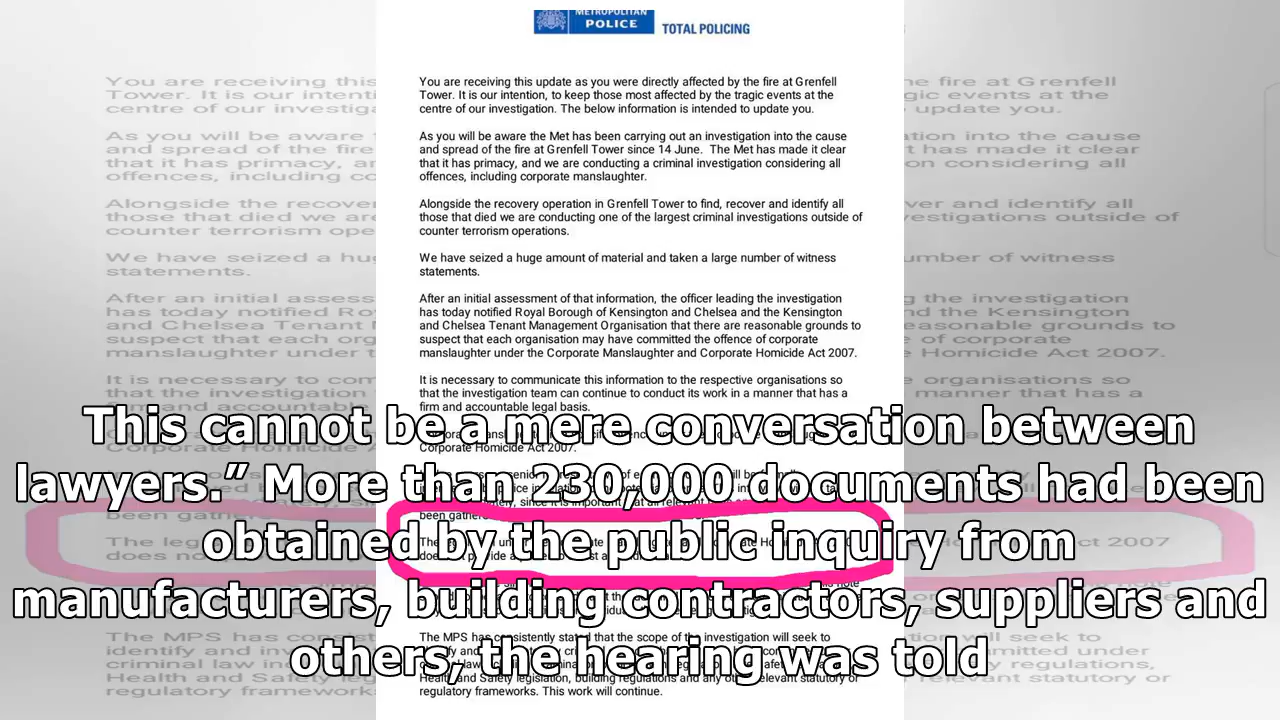 METROPOLITAN
POLICE TOTAL POLICING
You are receiving this update as you were directly affected by the fire at Grenfell
Tower. It is our intention, to keep those most affected by the tragic events at the
centre of our investigation. The below information is intended to update you.
As you will be aware the Met has been carrying out an investigation into the cause
and spread of the fire at Grenfell Tower since 14 June. The Met has made it clear
that it has primacy, and we are conducting a criminal investigation considering all
offences, including corporate manslaughter.
Alongside the recovery operation in Grenfell Tower to find, recover and identify all
those that died we are conducting one of the largest criminal investigations outside of
counter terrorism operations.
We have seized a huge amount of material and taken a large number of witness
statements.
After an initial assessment of that information, the officer leading the investigation
has today notified Royal Borough of Kensington and Chelsea and the Kensington
and Chelsea Tenant Management Organisation that there are reasonable grounds to
suspect that each organisation may have committed the offence of corporate
manslaughter under the Corporate Manslaughter and Corporate Homicide Act 2007.
It is necessary to communicate this information to the respective organisations so
that the investigation team can continue to conduct its work in a manner that has a
firm and accountable legal basis.
Corporate Homicide Act 2007.
This cannot be a mere conversation between
lawyers.” More than 230,000 documents had been
obtained by the public inquiry from
manufacturers, building contractors, suppliers and
others, the hearing was told
The MPS has consistently stated that the scope of the investigation will seek to
regulatory frameworks. This work will continue.